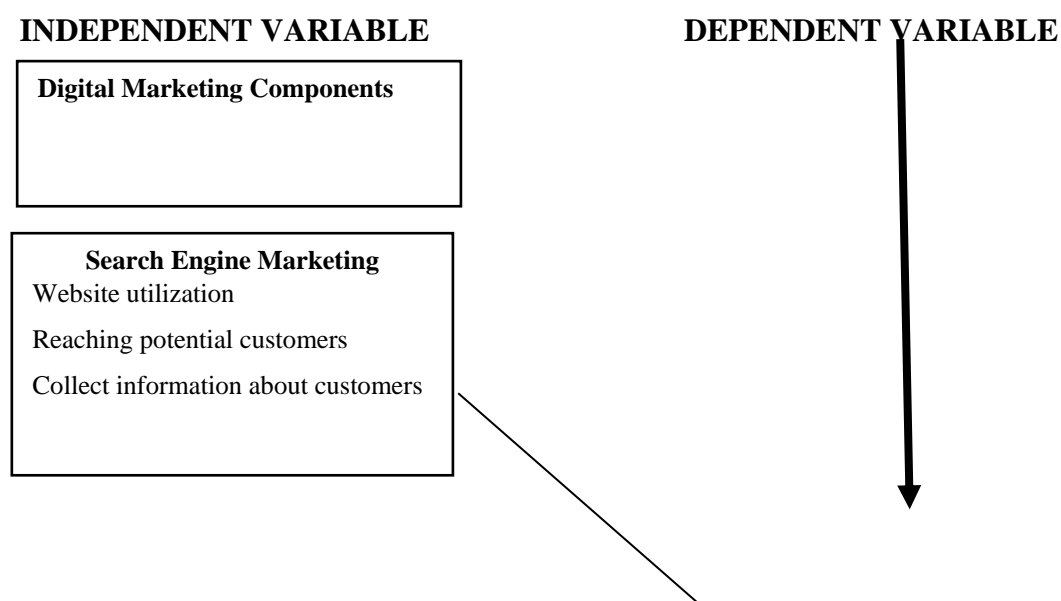 INDEPENDENT VARIABLE
DEPENDENT VARIABLE
Digital Marketing Components
Search Engine Marketing
Website utilization
Reaching potential customers
Collect information about customers